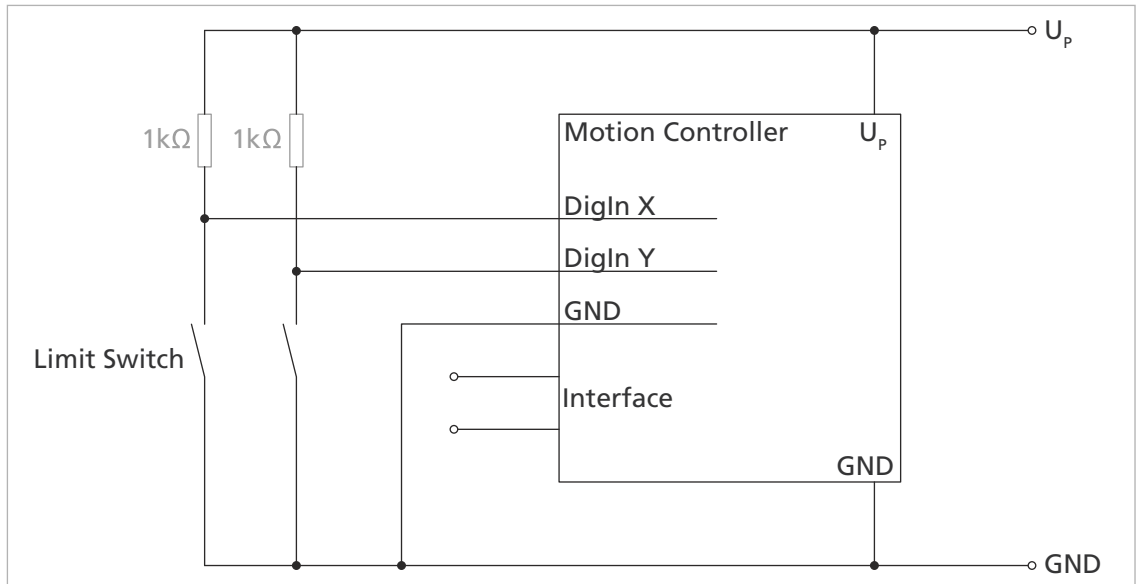 U_P
1kΩ 1kΩ
Motion Controller U_P
DigIn X
DigIn Y
GND
Limit Switch
Interface
GND
GND